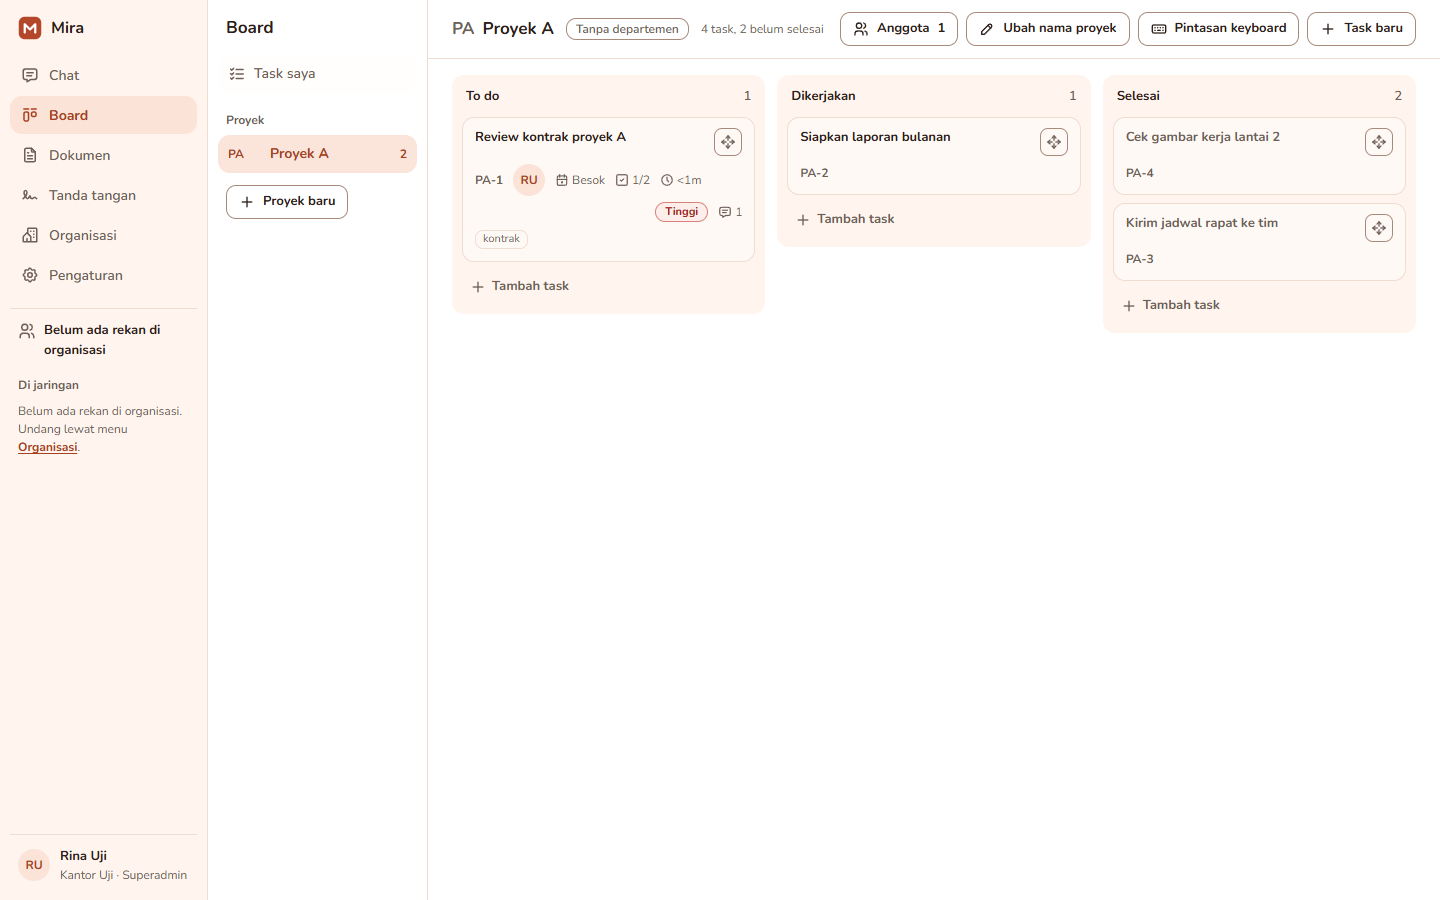 Mira
Chat
Board
Dokumen
Tanda tangan
Organisasi
Pengaturan
Belum ada rekan di
organisasi
Di jaringan
Belum ada rekan di organisasi.
Undang lewat menu
Organisasi.
RU
Rina Uji
Kantor Uji · Superadmin
Board
Task saya
Proyek
PA Proyek A 2
Proyek baru
PA Proyek A Tanpa departemen 4 task, 2 belum selesai Anggota 1 Ubah nama proyek Pintasan keyboard Task baru
To do 1
Review kontrak proyek A
PA-1 RU Besok 1/2 <1m
Tinggi 1
kontrak
Tambah task
Dikerjakan 1
Siapkan laporan bulanan
PA-2
Tambah task
Selesai 2
Cek gambar kerja lantai 2
PA-4
Kirim jadwal rapat ke tim
PA-3
Tambah task